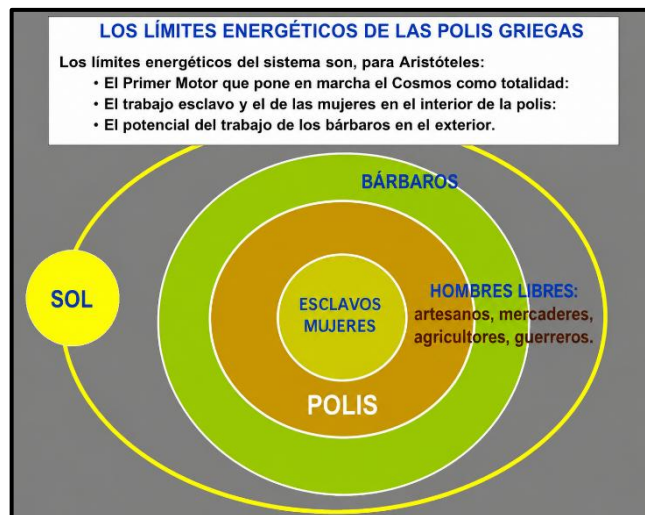 LOS LÍMITES ENERGÉTICOS DE LAS POLIS GRIEGAS
Los límites energéticos del sistema son, para Aristóteles:
• El Primer Motor que pone en marcha el Cosmos como totalidad:
• El trabajo esclavo y el de las mujeres en el interior de la polis:
• El potencial del trabajo de los bárbaros en el exterior.
BÁRBAROS
SOL
ESCLAVOS
MUJERES
HOMBRES LIBRES:
artesanos, mercaderes,
agricultores, guerreros.
POLIS